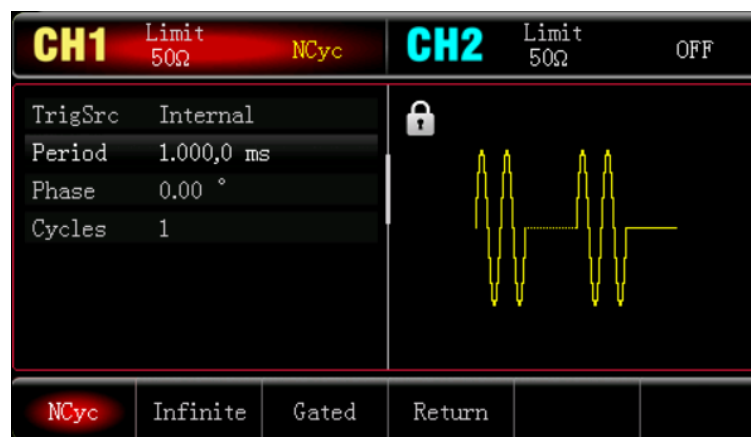 CH1 Limit 50Ω NCyc CH2 Limit 50Ω OFF
TrigSrc Internal
Period 1.000,0 ms
Phase 0.00 °
Cycles 1
NCyc Infinite Gated Return